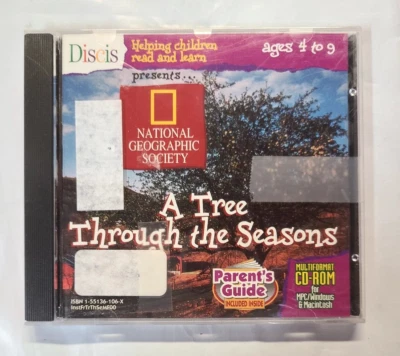 Discis
Helping children
read and learn
ages 4 to 9
presents...
NATIONAL
GEOGRAPHIC
SOCIETY
A Tree
Through the Seasons
Parent's
Guide
INCLUDED INSIDE
MULTIFORMAT
CD-ROM
for
MPC/Windows
& Macintosh
ISBN 1-55136-106-X